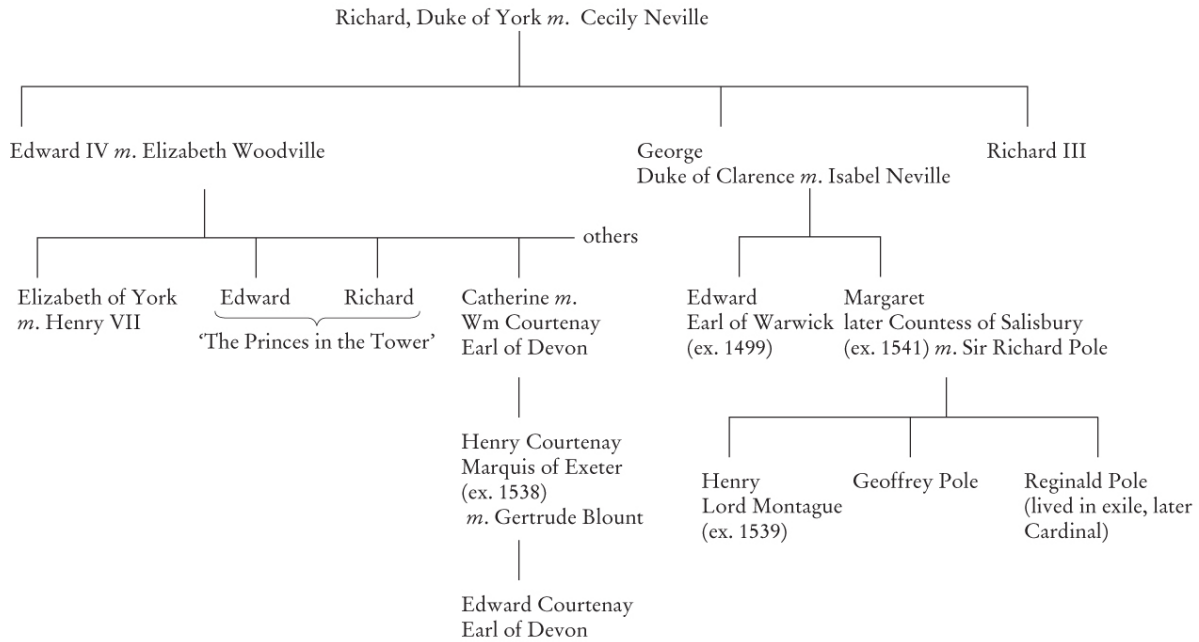 Richard, Duke of York m. Cecily Neville
Edward IV m. Elizabeth Woodville
George
Duke of Clarence m. Isabel Neville
Richard III
others
Elizabeth of York
m. Henry VII
Edward
Richard
‘The Princes in the Tower’
Catherine m.
Wm Courtenay
Earl of Devon
Edward
Earl of Warwick
(ex. 1499)
Margaret
later Countess of Salisbury
(ex. 1541) m. Sir Richard Pole
Henry Courtenay
Marquis of Exeter
(ex. 1538)
m. Gertrude Blount
Henry
Lord Montague
(ex. 1539)
Geoffrey Pole
Reginald Pole
(lived in exile, later
Cardinal)
Edward Courtenay
Earl of Devon